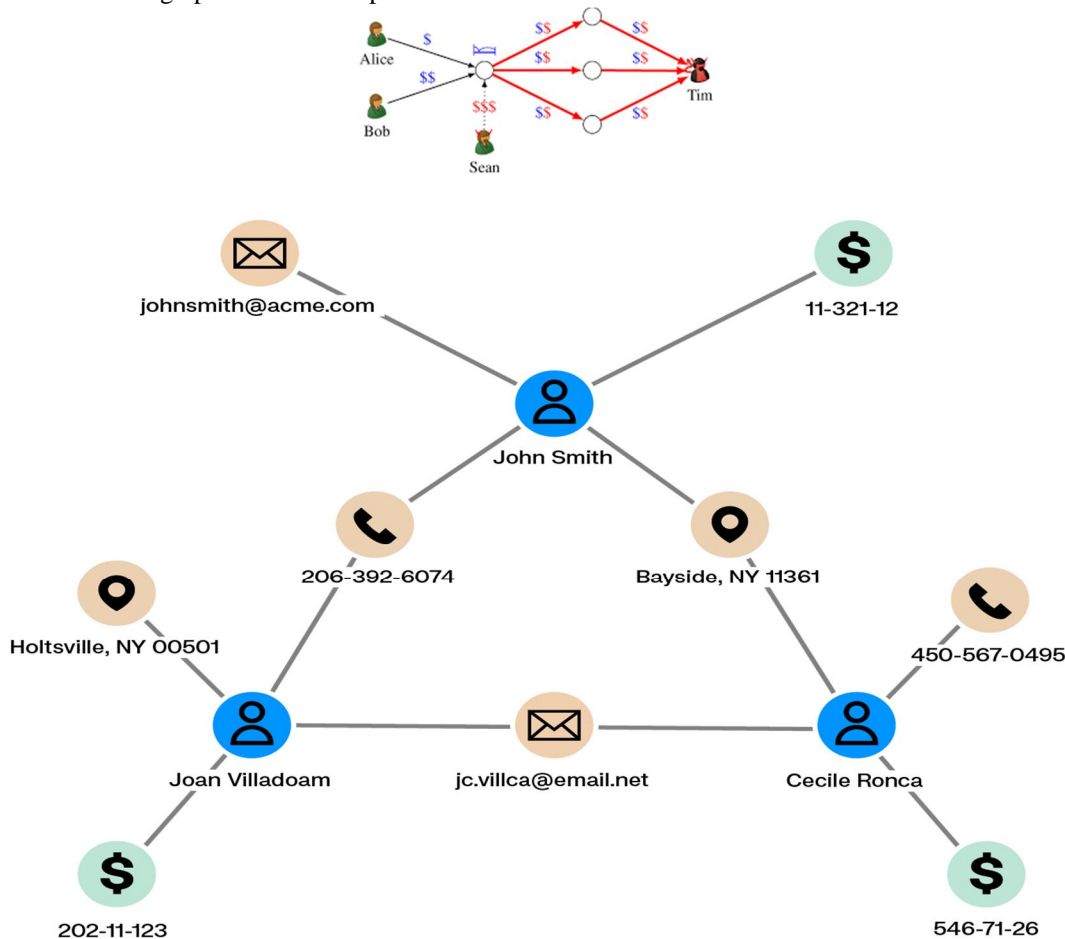 $
$$
Alice
$$
$$
$$
$$
$$
$$
Tim
$$$
Bob
Sean
$
johnsmith@acme.com
11-321-12
John Smith
206-392-6074
Bayside, NY 11361
Holtsville, NY 00501
450-567-0495
Joan Villadoam
jc.villca@email.net
Cecile Ronca
$
$
202-11-123
546-71-26